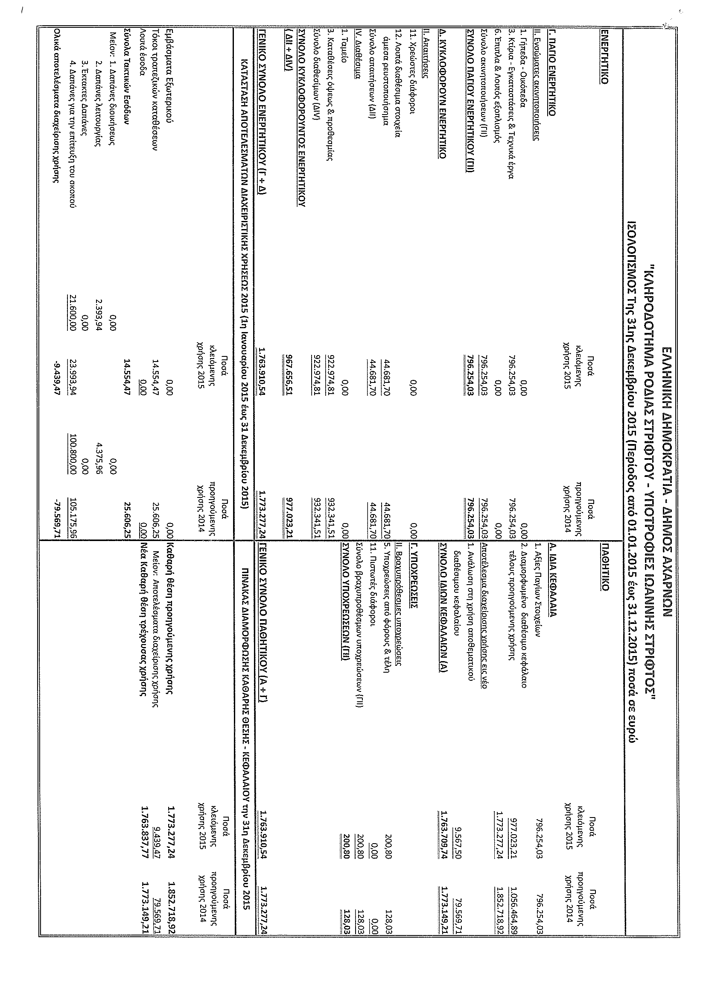 ΕΛΛΗΝΙΚΗ ΔΗΜΟΚΡΑΤΙΑ - ΔΗΜΟΣ ΑΧΑΡΝΩΝ
"ΚΛΗΡΟΔΟΤΗΜΑ ΡΟΔΙΑΣ ΣΤΡΙΦΤΟΥ - ΥΠΟΤΡΟΦΙΕΣ ΙΩΑΝΝΗΣ ΣΤΡΙΦΤΟΣ"
ΙΣΟΛΟΓΙΣΜΟΣ Της 31ης Δεκεμβρίου 2015 (Περίοδος από 01.01.2015 έως 31.12.2015) ποσά σε ευρώ
ΕΝΕΡΓΗΤΙΚΟ
Ποσά Ποσά
κλειόμενης προηγούμενης
χρήσης 2015 χρήσης 2014
Γ. ΠΑΓΙΟ ΕΝΕΡΓΗΤΙΚΟ
ΙΙ. Ενσώματες ακινητοποιήσεις
1. Γήπεδα - Οικόπεδα 0,00 0,00
3. Κτίρια - Εγκαταστάσεις & Τεχνικά έργα 796.254,03 796.254,03
6. Έπιπλα & Λοιπός εξοπλισμός 0,00 0,00
Σύνολο ακινητοποιήσεων (ΓΙΙ) 796.254,03 796.254,03
ΣΥΝΟΛΟ ΠΑΓΙΟΥ ΕΝΕΡΓΗΤΙΚΟΥ (ΓΙΙ) 796.254,03 796.254,03
Δ. ΚΥΚΛΟΦΟΡΟΥΝ ΕΝΕΡΓΗΤΙΚΟ
ΙΙ. Απαιτήσεις
11. Χρεώστες διάφοροι 0,00 0,00
12. Λοιπά διαθέσιμα στοιχεία
άμεσα ρευστοποιήσημα 44.681,70 44.681,70
Σύνολο απαιτήσεων (ΔΙΙ) 44.681,70 44.681,70
IV. Διαθέσιμα
1. Ταμείο 0,00 0,00
3. Καταθέσεις όψεως & προθεσμίας 922.974,81 932.341,51
Σύνολο διαθεσίμων (ΔIV) 922.974,81 932.341,51
ΣΥΝΟΛΟ ΚΥΚΛΟΦΟΡΟΥΝΤΟΣ ΕΝΕΡΓΗΤΙΚΟΥ
( ΔΙΙ + ΔIV) 967.656,51 977.023,21
ΓΕΝΙΚΟ ΣΥΝΟΛΟ ΕΝΕΡΓΗΤΙΚΟΥ (Γ + Δ) 1.763.910,54 1.773.277,24
ΠΑΘΗΤΙΚΟ
Ποσά Ποσά
κλειόμενης προηγούμενης
χρήσης 2015 χρήσης 2014
Α. ΙΔΙΑ ΚΕΦΑΛΑΙΑ
1. Αξίες Παγίων Στοιχείων 796.254,03 796.254,03
2. Διαμορφωμένο διαθέσιμο κεφάλαιο
τέλους προηγούμενης χρήσης 977.023,21 1.056.464,89
1.773.277,24 1.852.718,92
Αποτέλεσμα διαχείρισης χρήσης εις νέο
1. Ανάλωση στη χρήση αποθεματικού
διαθέσιμου κεφαλαίου 9.567,50 79.569,71
ΣΥΝΟΛΟ ΙΔΙΩΝ ΚΕΦΑΛΑΙΩΝ (Α) 1.763.709,74 1.773.149,21
Γ. ΥΠΟΧΡΕΩΣΕΙΣ
ΙΙ. Βραχυπρόθεσμες υποχρεώσεις
5. Υποχρεώσεις από φόρους & τέλη 200,80 128,03
11. Πιστωτές διάφοροι 0,00 0,00
Σύνολο βραχυπροθέσμων υποχρεώσεων (ΓΙΙ) 200,80 128,03
ΣΥΝΟΛΟ ΥΠΟΧΡΕΩΣΕΩΝ (ΓΙΙ) 200,80 128,03
ΓΕΝΙΚΟ ΣΥΝΟΛΟ ΠΑΘΗΤΙΚΟΥ (Α + Γ) 1.763.910,54 1.773.277,24
ΚΑΤΑΣΤΑΣΗ ΑΠΟΤΕΛΕΣΜΑΤΩΝ ΔΙΑΧΕΙΡΙΣΤΙΚΗΣ ΧΡΗΣΕΩΣ 2015 (1η Ιανουαρίου 2015 έως 31 Δεκεμβρίου 2015)
Ποσά Ποσά
κλειόμενης προηγούμενης
χρήσης 2015 χρήσης 2014
Εμβάσματα Εξωτερικού 0,00 0,00
Τόκοι τραπεζικών καταθέσεων 14.554,47 25.606,25
Λοιπά έσοδα 0,00 0,00
Σύνολα Τακτικών Εσόδων 14.554,47 25.606,25
Μείον: 1. Δαπάνες διοικήσεως 0,00 0,00
2. Δαπάνες λειτουργίας 2.393,94 4.375,96
3. Έκτακτες Δαπάνες 0,00 0,00
4. Δαπάνες για την επίτευξη του σκοπού 21.600,00 23.993,94 100.800,00 105.175,96
Ολικά αποτελέσματα διαχείρισης χρήσης -9.439,47 -79.569,71
ΠΙΝΑΚΑΣ ΔΙΑΜΟΡΦΩΣΗΣ ΚΑΘΑΡΗΣ ΘΕΣΗΣ - ΚΕΦΑΛΑΙΟΥ την 31η Δεκεμβρίου 2015
Ποσά Ποσά
κλειόμενης προηγούμενης
χρήσης 2015 χρήσης 2014
Καθαρή θέση προηγούμενης χρήσης 1.773.277,24 1.852.718,92
Μείον: Αποτελέσματα διαχείρισης χρήσης 9.439,47 79.569,71
Νέα Καθαρή θέση τρέχουσας χρήσης 1.763.837,77 1.773.149,21